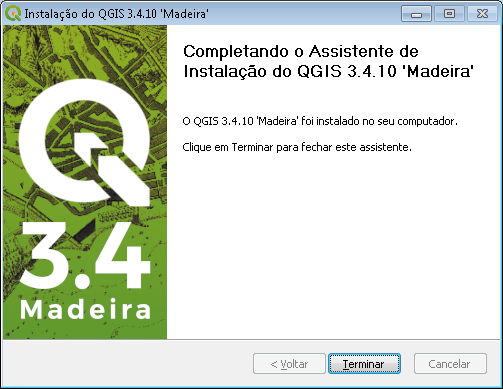 Instalação do QGIS 3.4.10 'Madeira'
Completando o Assistente de
Instalação do QGIS 3.4.10 'Madeira'
O QGIS 3.4.10 'Madeira' foi instalado no seu computador.
Clique em Terminar para fechar este assistente.
3.4
Madeira
< Voltar
Terminar
Cancelar